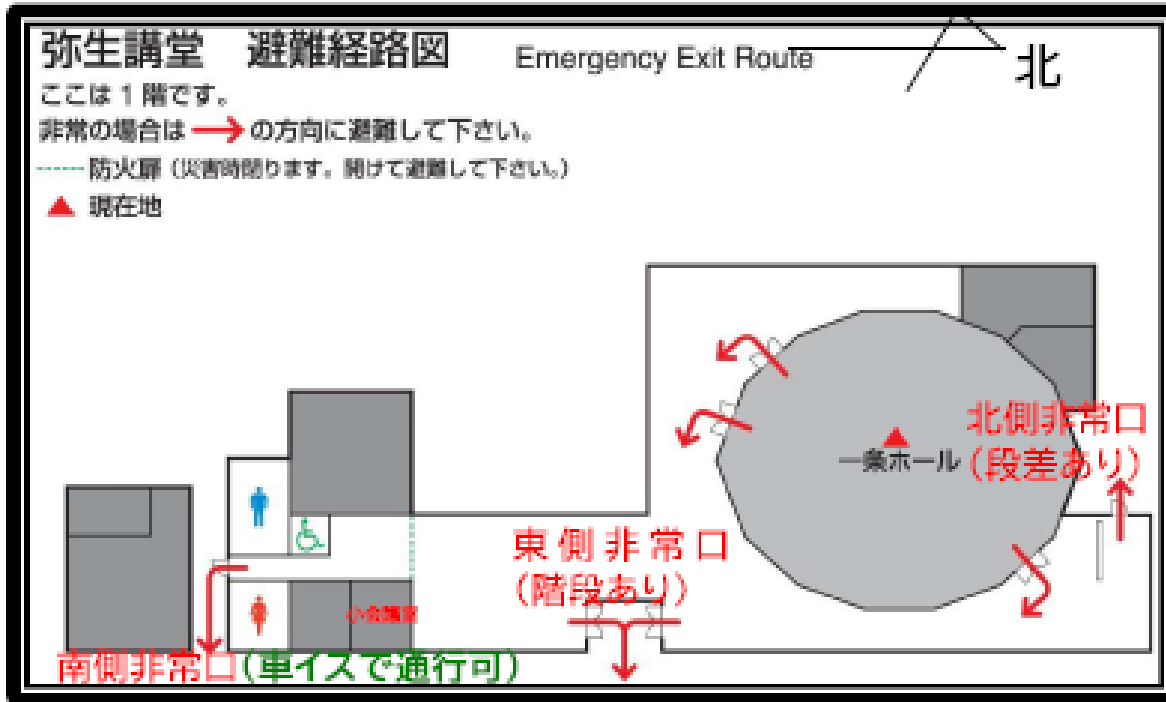 弥生講堂　避難経路図　Emergency Exit Route
北
ここは１階です。
非常の場合は→の方向に避難して下さい。
防火扉（災害時閉ります。開けて避難して下さい。）
▲ 現在地
北側非常口
（段差あり）
一条ホール
東側非常口
（階段あり）
小会議室
南側非常口（車イスで通行可）